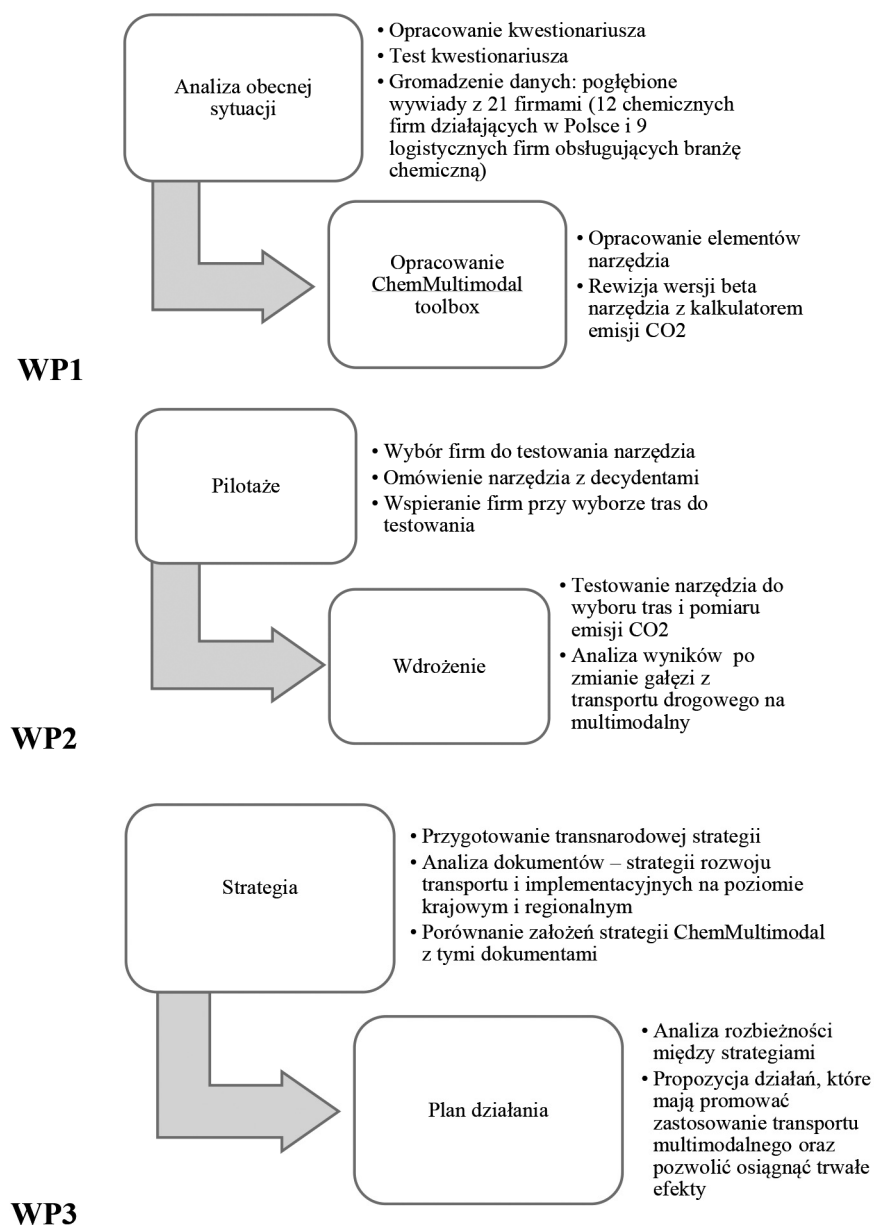 Analiza obecnej
sytuacji
• Opracowanie kwestionariusza
• Test kwestionariusza
• Gromadzenie danych: pogłębione
wywiady z 21 firmami (12 chemicznych
firm działających w Polsce i 9
logistycznych firm obsługujących branżę
chemiczną)
Opracowanie
ChemMultimodal
toolbox
• Opracowanie elementów
narzędzia
• Rewizja wersji beta
narzędzia z kalkulatorem
emisji CO2
WP1
Pilotaże
• Wybór firm do testowania narzędzia
• Omówienie narzędzia z decydentami
• Wspieranie firm przy wyborze tras do
testowania
Wdrożenie
• Testowanie narzędzia do
wyboru tras i pomiaru
emisji CO2
• Analiza wyników po
zmianie gałęzi z
transportu drogowego na
multimodalny
WP2
Strategia
• Przygotowanie transnarodowej strategii
• Analiza dokumentów – strategii rozwoju
transportu i implementacyjnych na poziomie
krajowym i regionalnym
• Porównanie założeń strategii ChemMultimodal
z tymi dokumentami
Plan działania
• Analiza rozbieżności
między strategiami
• Propozycja działań, które
mają promować
zastosowanie transportu
multimodalnego oraz
pozwolić osiągnąć trwałe
efekty
WP3